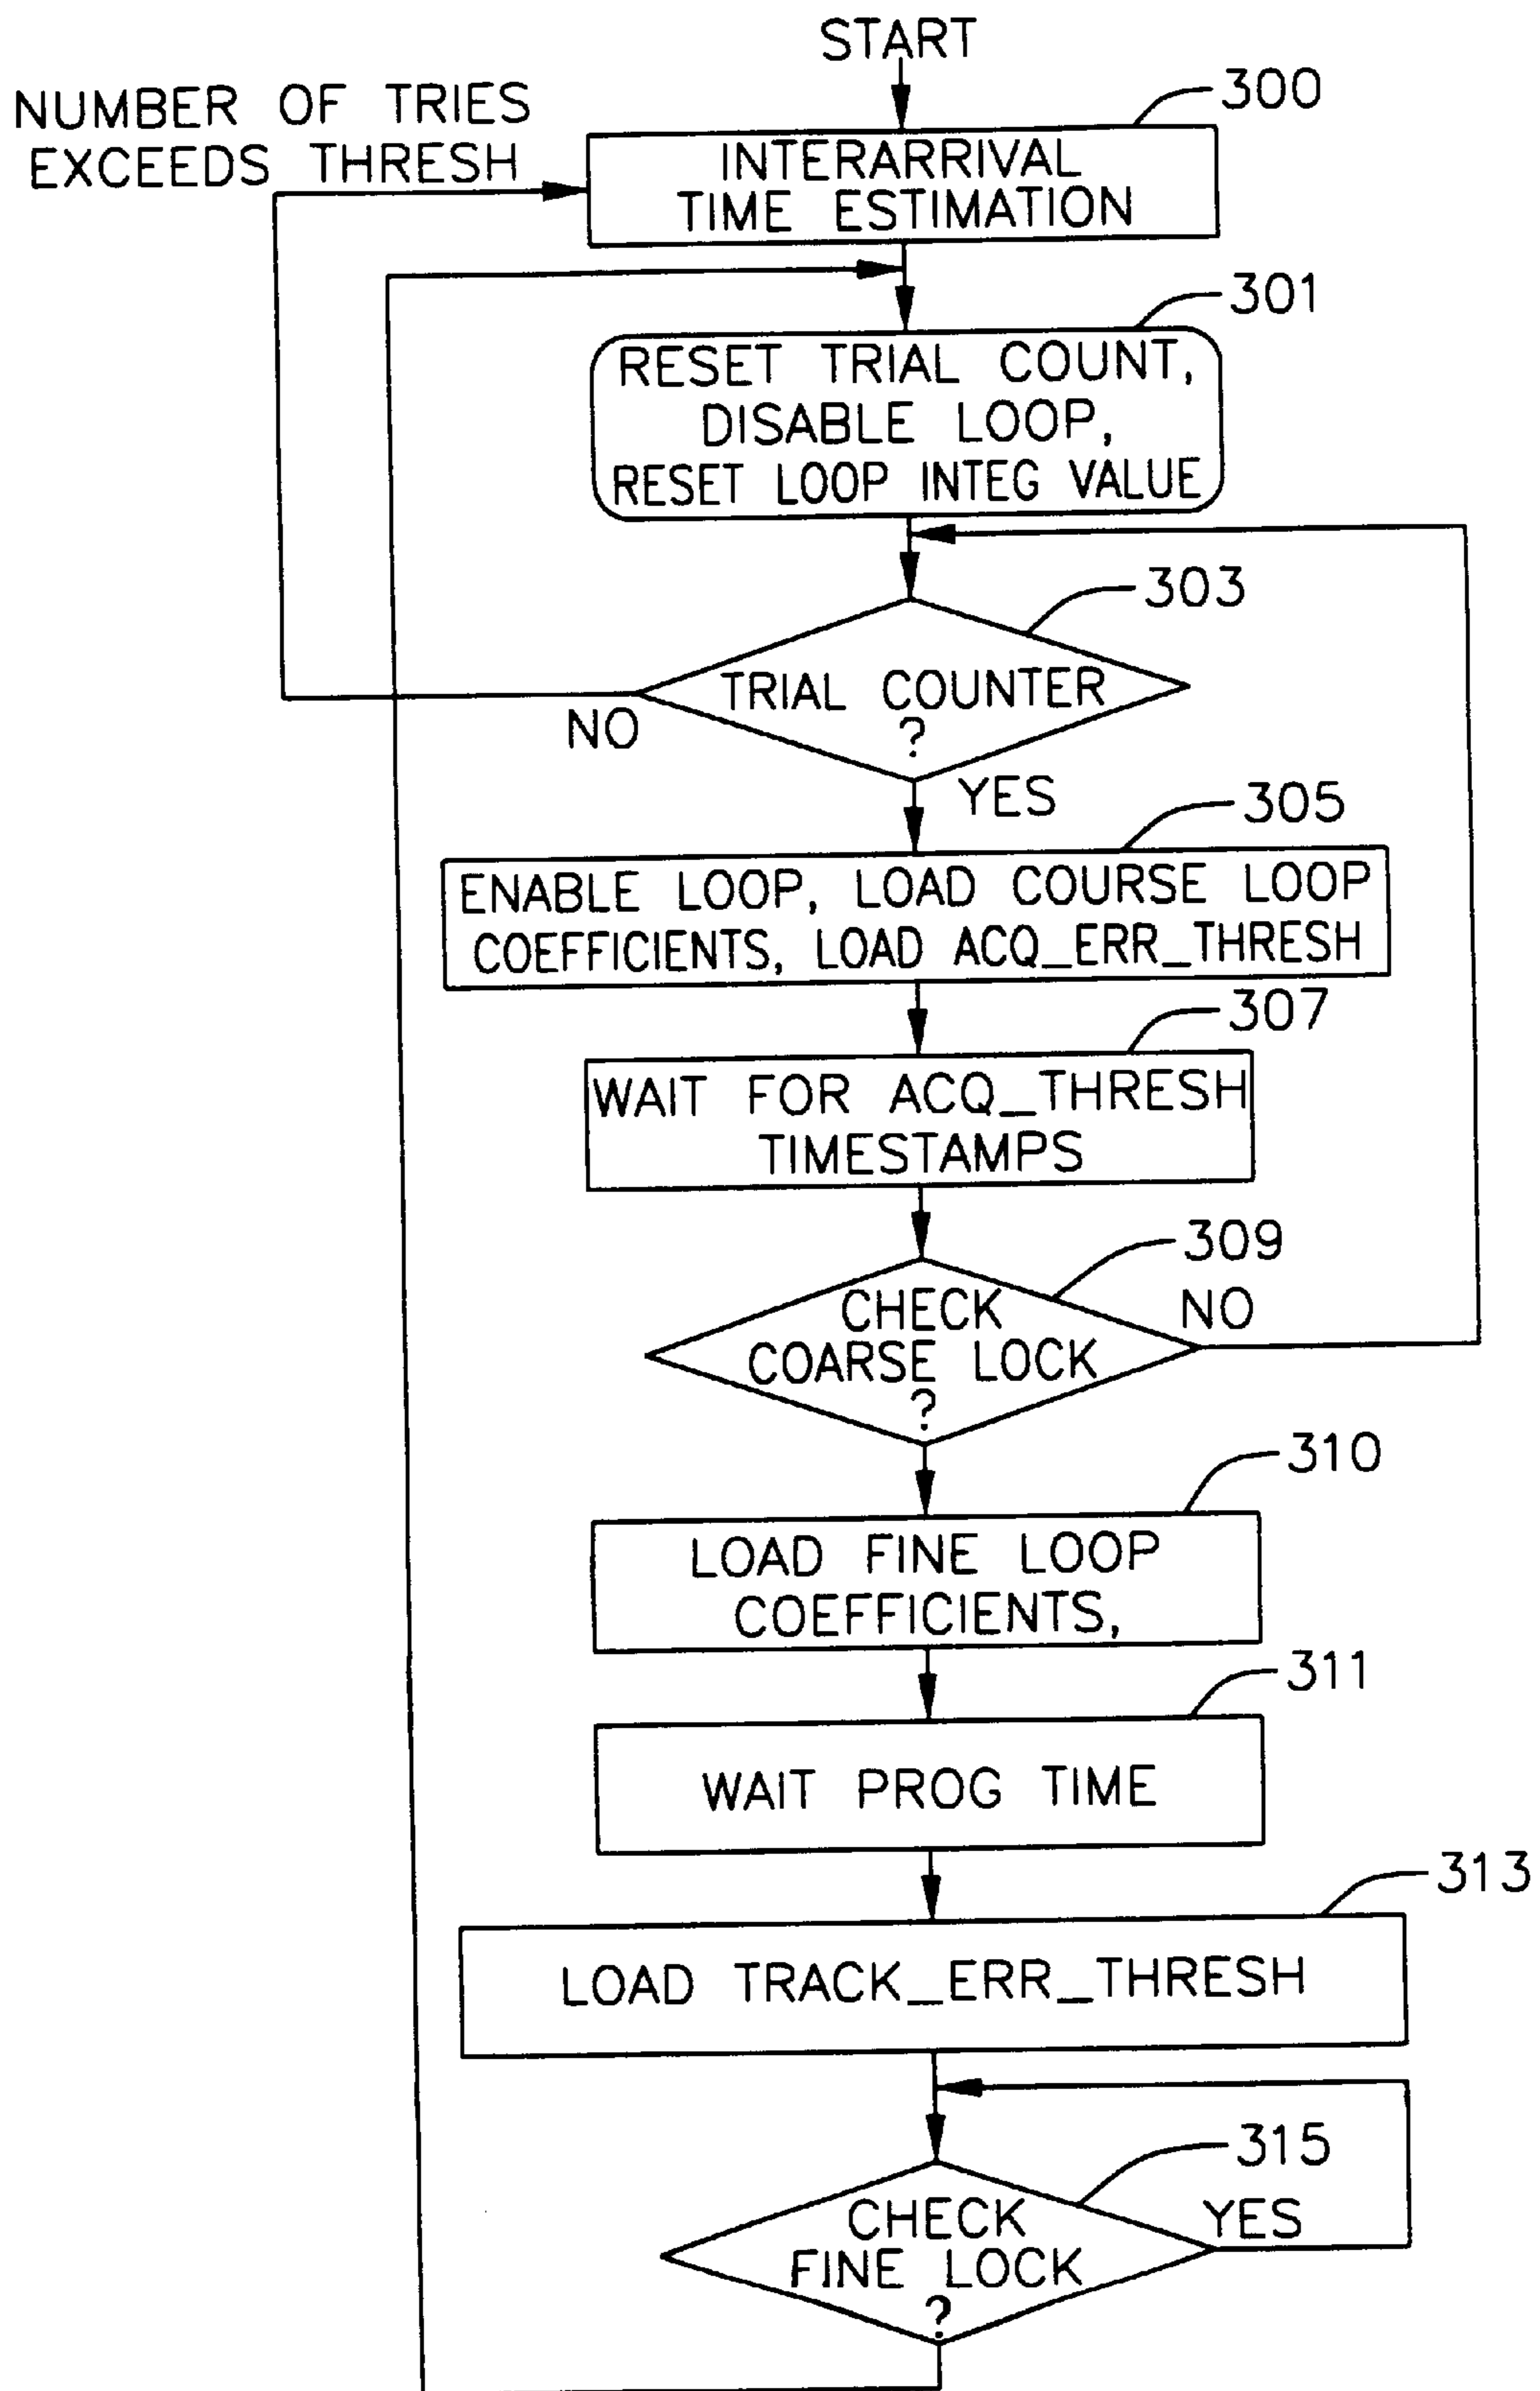 START
NUMBER OF TRIES
EXCEEDS THRESH
300
INTERARRIVAL
TIME ESTIMATION
301
RESET TRIAL COUNT,
DISABLE LOOP,
RESET LOOP INTEG VALUE
303
TRIAL COUNTER
?
NO
YES
305
ENABLE LOOP, LOAD COURSE LOOP
COEFFICIENTS, LOAD ACQ_ERR_THRESH
307
WAIT FOR ACQ_THRESH
TIMESTAMPS
309
CHECK
COARSE LOCK
?
NO
310
LOAD FINE LOOP
COEFFICIENTS,
311
WAIT PROG TIME
313
LOAD TRACK_ERR_THRESH
315
CHECK
FINE LOCK
?
YES